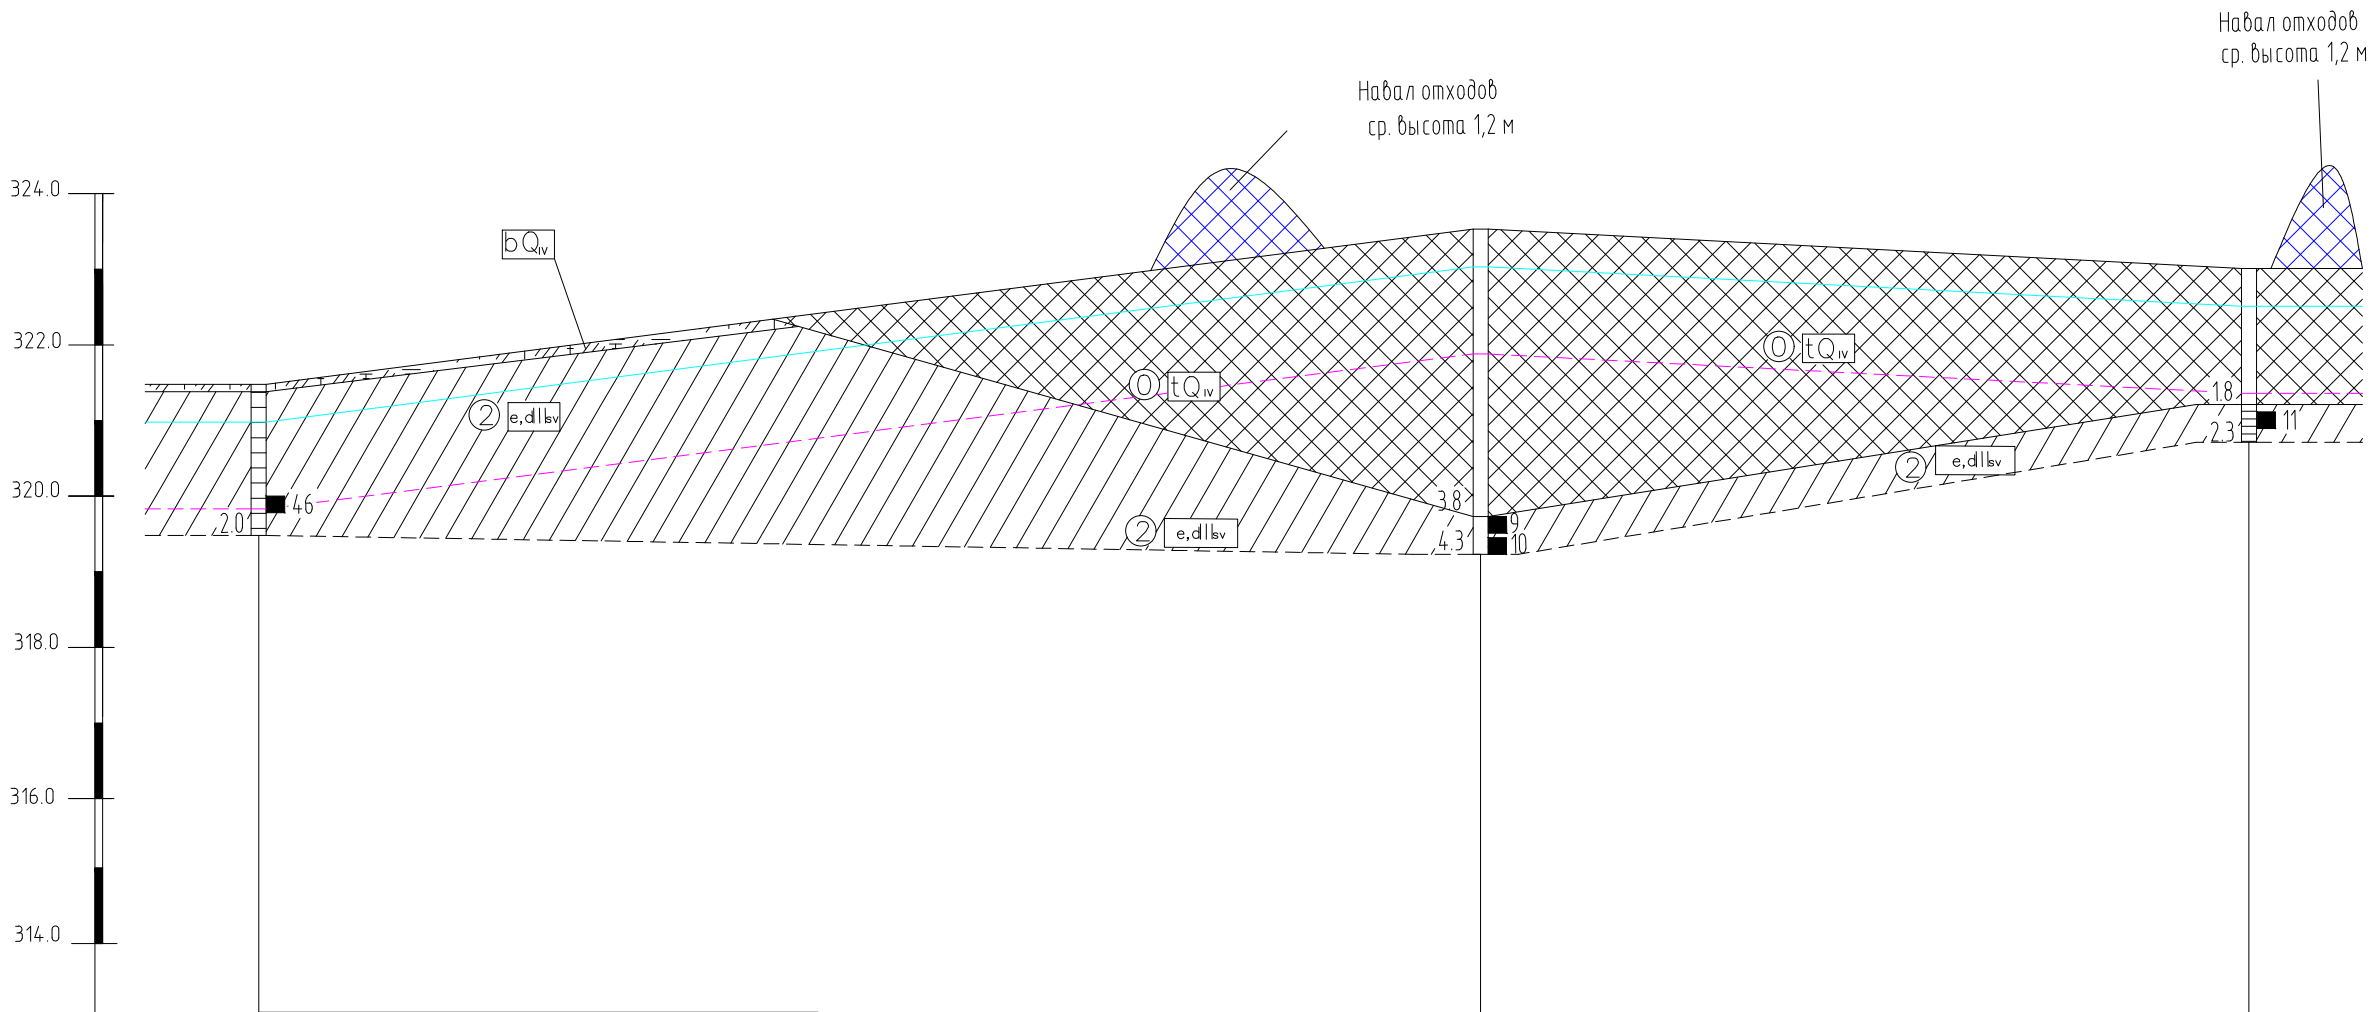 Навал отходов
ср. высота 1,2 м
Навал отходов
ср. высота 1,2 м
324.0
bQIV
322.0
0 tQIV
0 tQIV
1.8
2 e,dIIsv
11
2.3
2 e,dIIsv
320.0
46
3.8
2.0
9
2 e,dIIsv
4.3
10
318.0
316.0
314.0